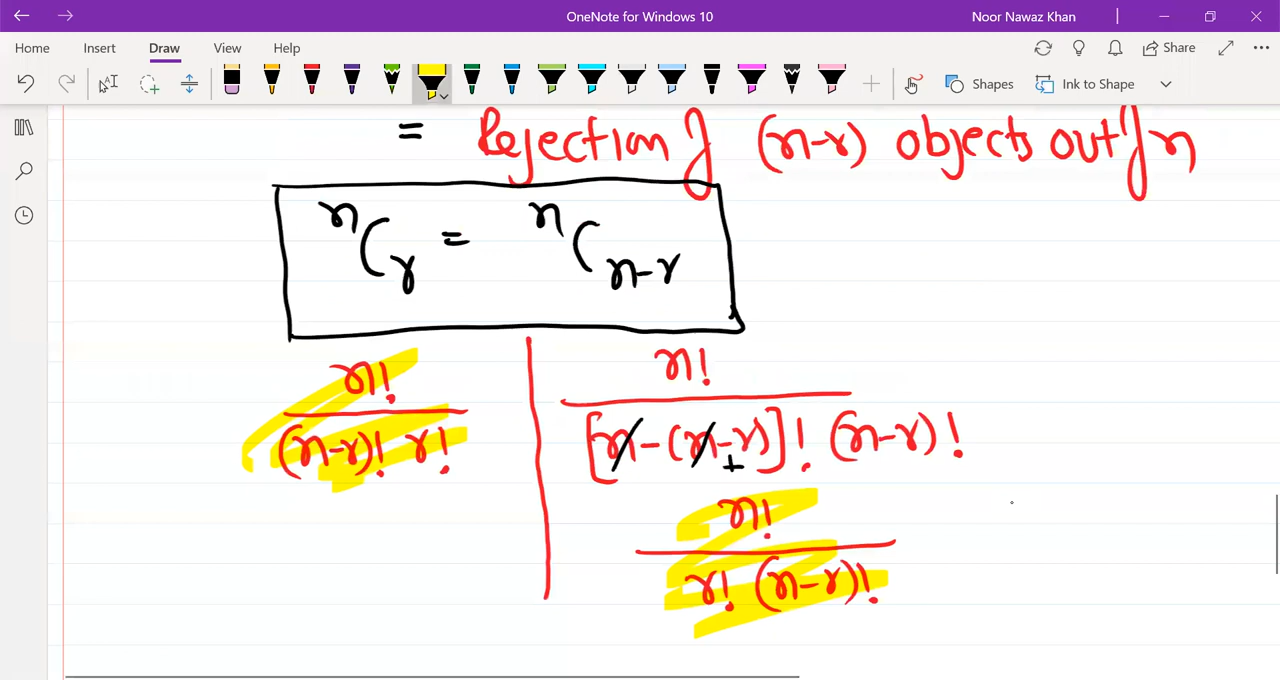 OneNote for Windows 10
Noor Nawaz Khan
Home Insert Draw View Help
Share
Shapes Ink to Shape
= Rejection of (n-r) objects out of n
ⁿCᵣ = ⁿCₙ₋ᵣ
n!
(n-r)! r!
n!
[n-(n-r)]! (n-r)!
+
n!
r! (n-r)!